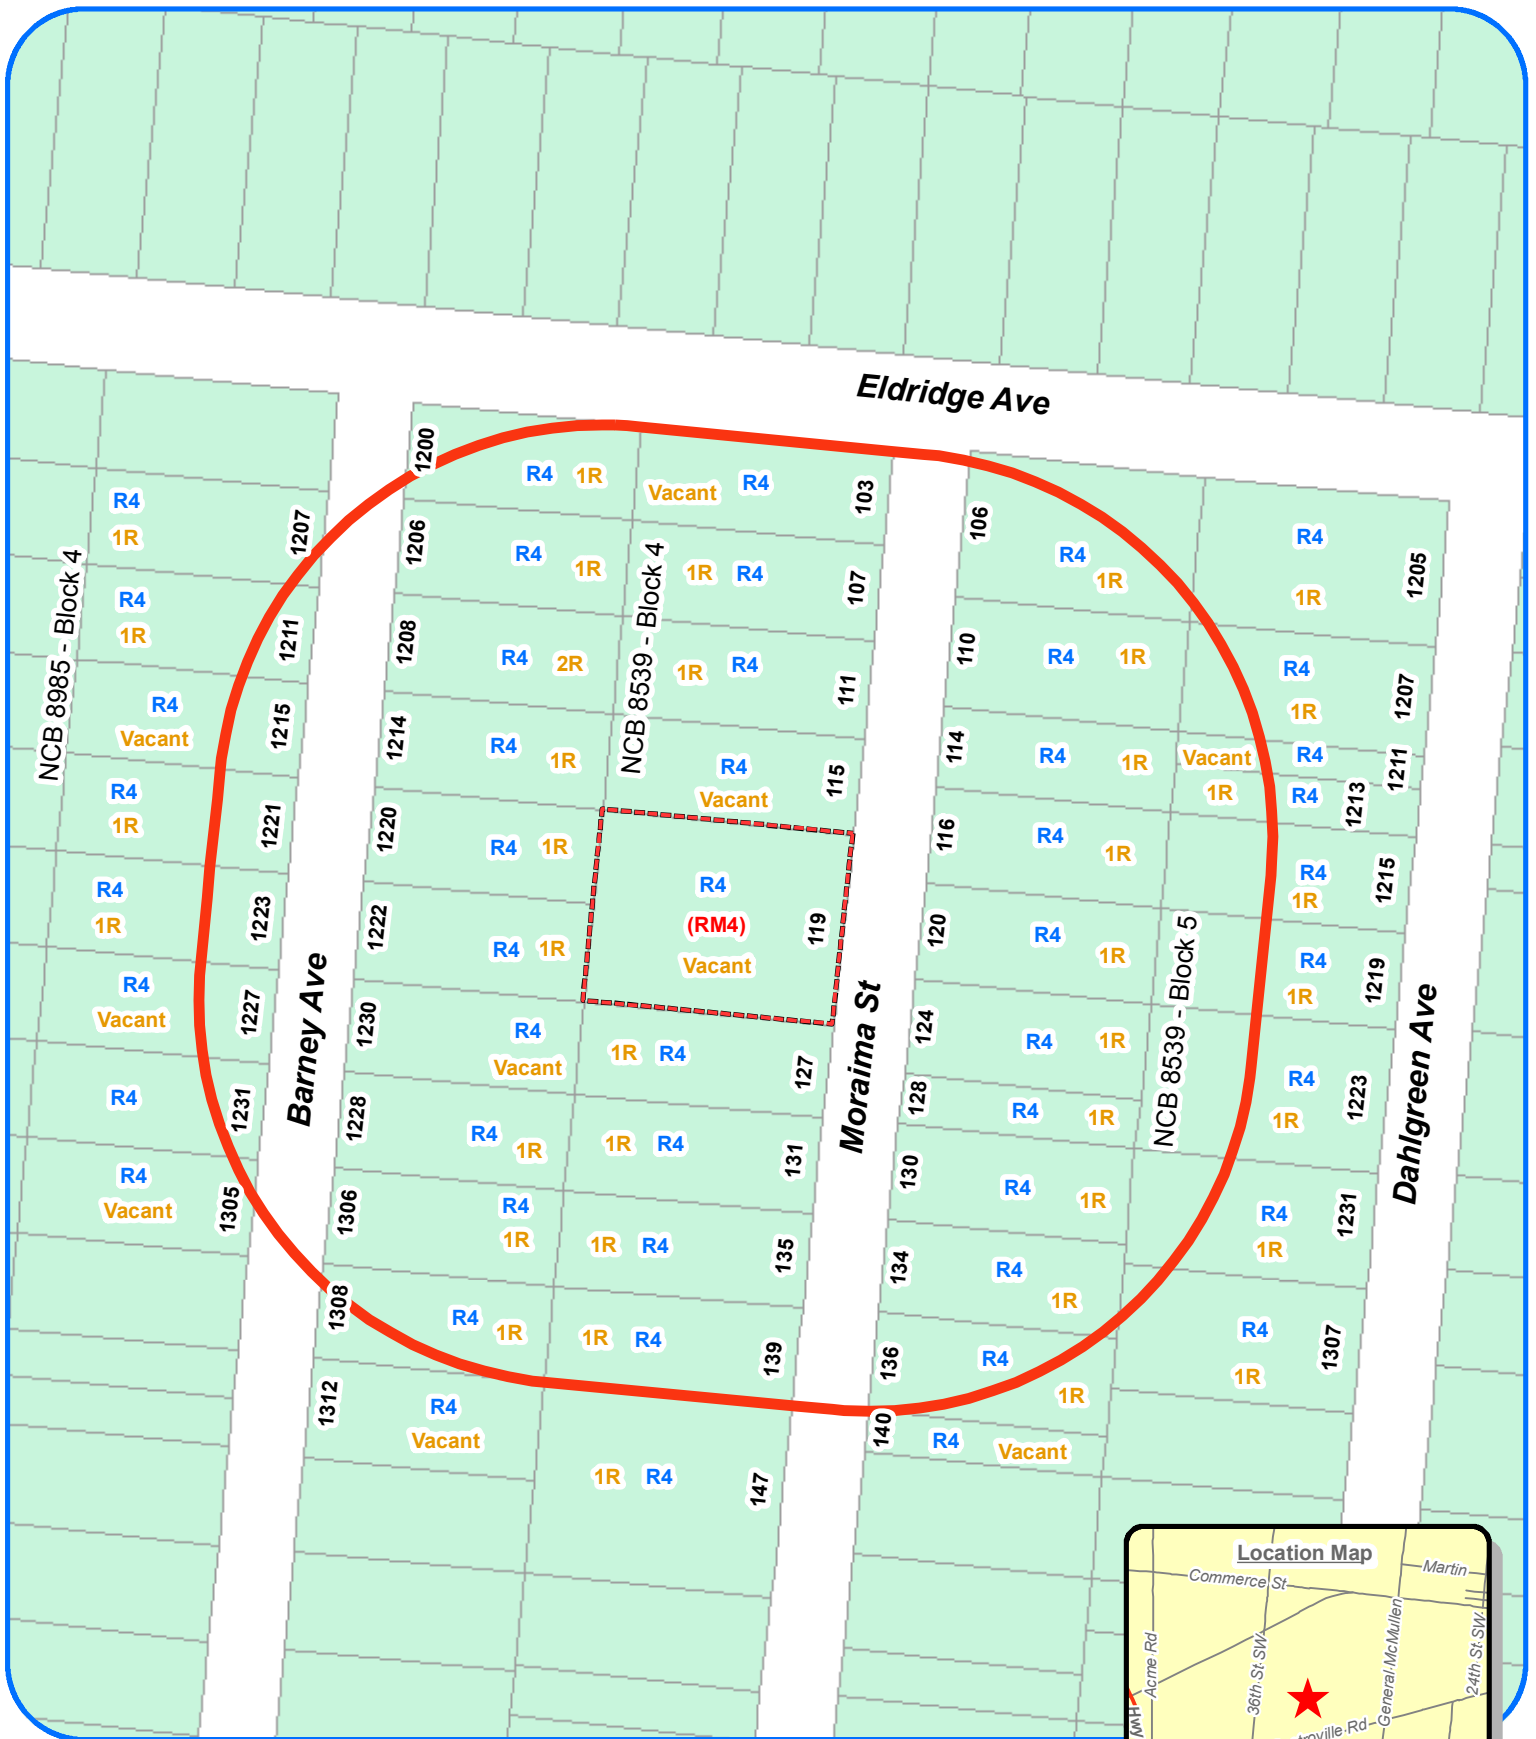 Eldridge Ave
1200
R4 1R
Vacant R4
103
R4
1R
1207
1206
R4
1R
1R R4
107
106
R4
1R
R4
1R
1205
NCB 8985 - Block 4
R4
1R
1211
1208
R4 2R
NCB 8539 - Block 4
1R R4
111
110
R4 1R
R4
1R
1207
R4
Vacant
1215
1214
R4
1R
R4
Vacant
115
114
R4 1R
Vacant
R4
1211
R4
1R
1221
1220
R4 1R
116
R4
1R
1R
R4
1213
R4
1R
1223
1222
R4 1R
R4
(RM4)
Vacant
119
120
R4
1R
NCB 8539 - Block 5
R4
1R
1215
R4
Vacant
1227
Barney Ave
1230
R4
Vacant
1R R4
127
Moraima St
124
R4 1R
R4
1R
1219
Dahlgreen Ave
R4
1231
1228
R4
1R
1R R4
131
128
R4 1R
R4
1R
1223
R4
Vacant
1305
1306
R4
1R
1R R4
135
130
R4
1R
R4
1R
1231
1308
R4
1R
1R R4
139
134
R4
1R
R4
1R
1307
1312
R4
Vacant
136
R4
1R
1R R4
147
140
R4 Vacant
Location Map
Martin
Commerce St
Acme Rd
36th St SW
General McMullen
24th St SW
Hwy